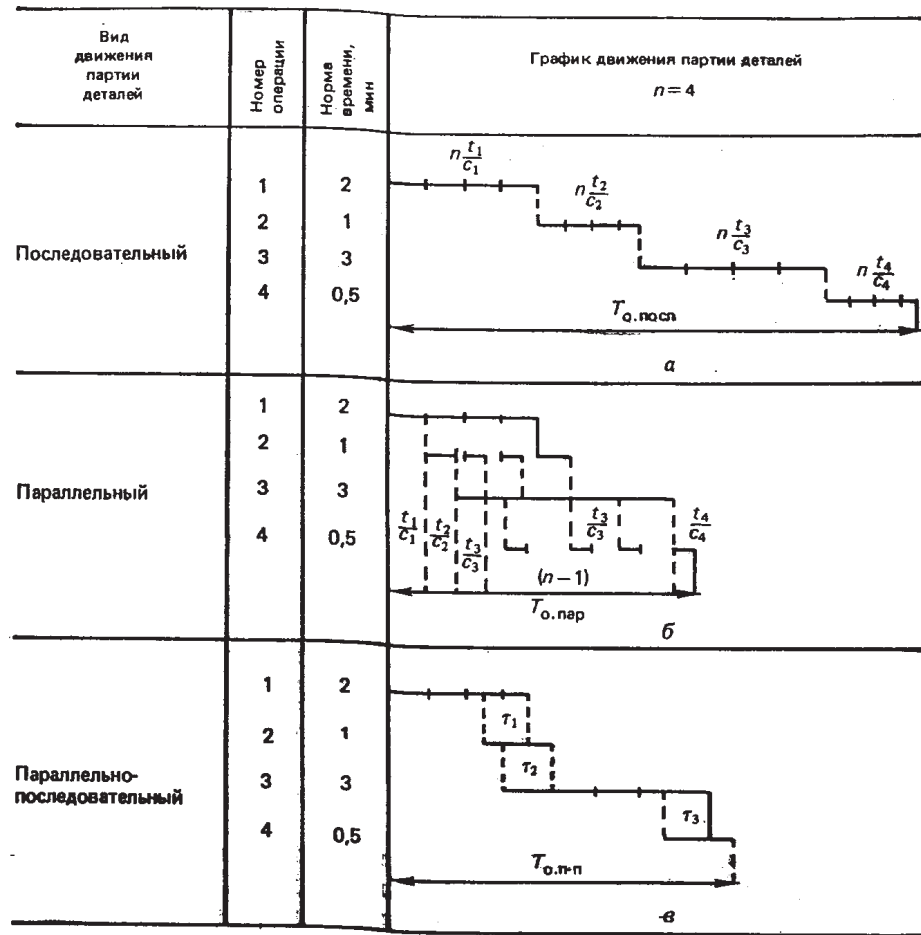 Вид
движения
партии
деталей
Номер
операции
Норма
времени,
мин
График движения партии деталей
n = 4
Последовательный
1 2
2 1
3 3
4 0,5
n t₁/c₁
n t₂/c₂
n t₃/c₃
n t₄/c₄
Tо.посл
а
Параллельный
1 2
2 1
3 3
4 0,5
t₁/c₁
t₂/c₂
t₃/c₃
t₃/c₃
t₄/c₄
(n − 1)
Tо.пар
б
Параллельно-
последовательный
1 2
2 1
3 3
4 0,5
τ₁
τ₂
τ₃
Tо.п-п
в